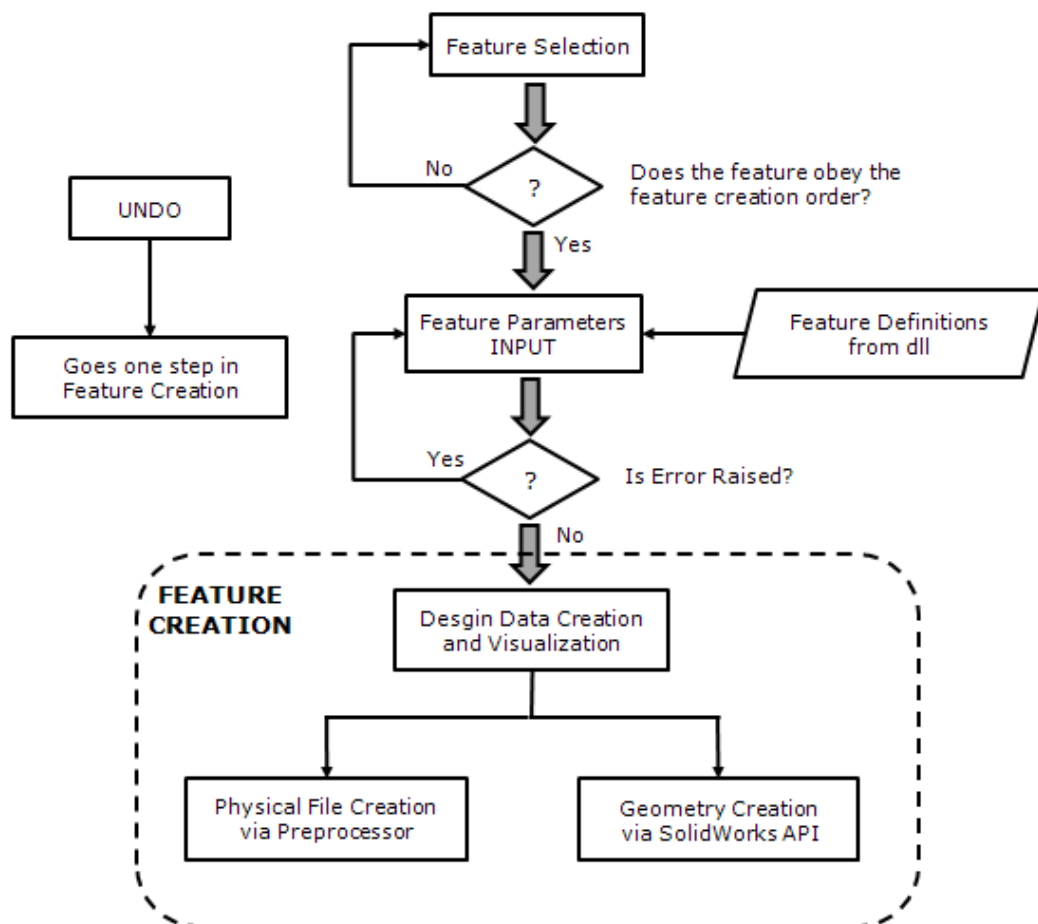 Feature Selection
No
?
Does the feature obey the
feature creation order?
UNDO
Yes
Feature Parameters
INPUT
Feature Definitions
from dll
Goes one step in
Feature Creation
Yes
?
Is Error Raised?
No
FEATURE
CREATION
Desgin Data Creation
and Visualization
Physical File Creation
via Preprocessor
Geometry Creation
via SolidWorks API